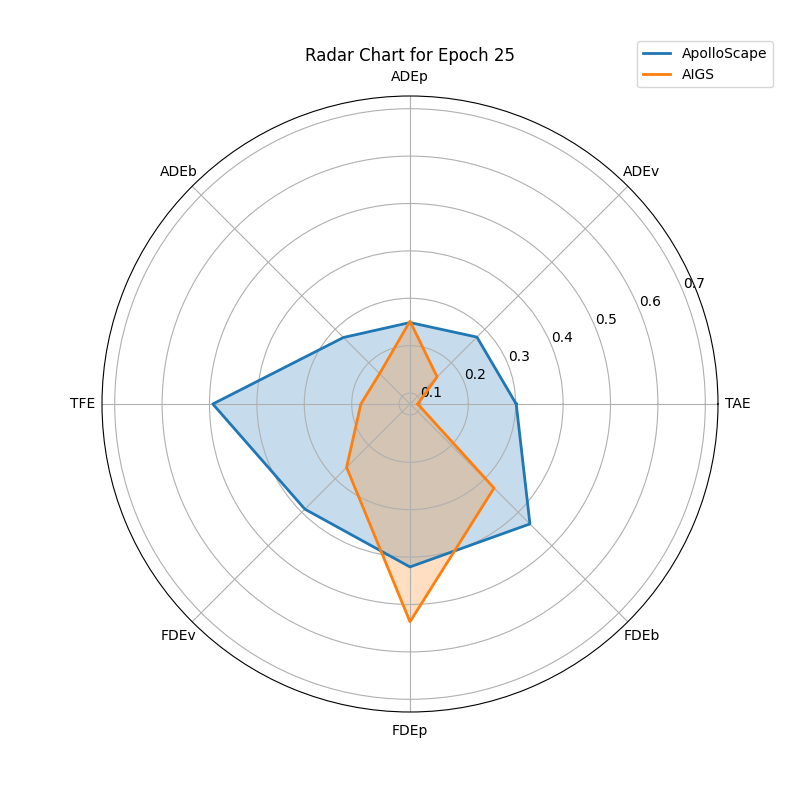 Radar Chart for Epoch 25
ApolloScape
AIGS
ADEp
ADEb
ADEv
0.7
0.6
0.5
0.4
0.3
0.2
0.1
TFE
TAE
FDEv
FDEb
FDEp